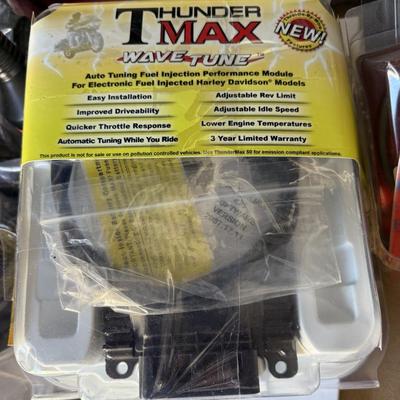 THUNDER
MAX
WAVE TUNE
NEW!
Auto Tuning Fuel Injection Performance Module
For Electronic Fuel Injected Harley Davidson® Models
Easy Installation
Adjustable Rev Limit
Improved Driveability
Adjustable Idle Speed
Quicker Throttle Response
Lower Engine Temperatures
Automatic Tuning While You Ride
3 Year Limited Warranty
This product is not for sale or use on pollution controlled vehicles. Use ThunderMax 50 for emission compliant applications.
SOFTWARE
VERSION